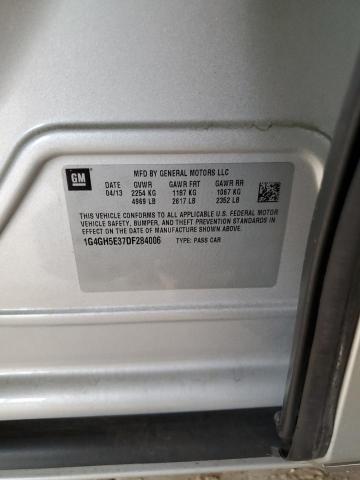 GM
MFD BY GENERAL MOTORS LLC
DATE GVWR GAWR FRT GAWR RR
04/13 2254 KG 1187 KG 1067 KG
4969 LB 2617 LB 2352 LB
THIS VEHICLE CONFORMS TO ALL APPLICABLE U.S. FEDERAL MOTOR
VEHICLE SAFETY, BUMPER, AND THEFT PREVENTION STANDARDS IN
EFFECT ON THE DATE OF MANUFACTURE SHOWN ABOVE.
1G4GH5E37DF284006 TYPE: PASS CAR